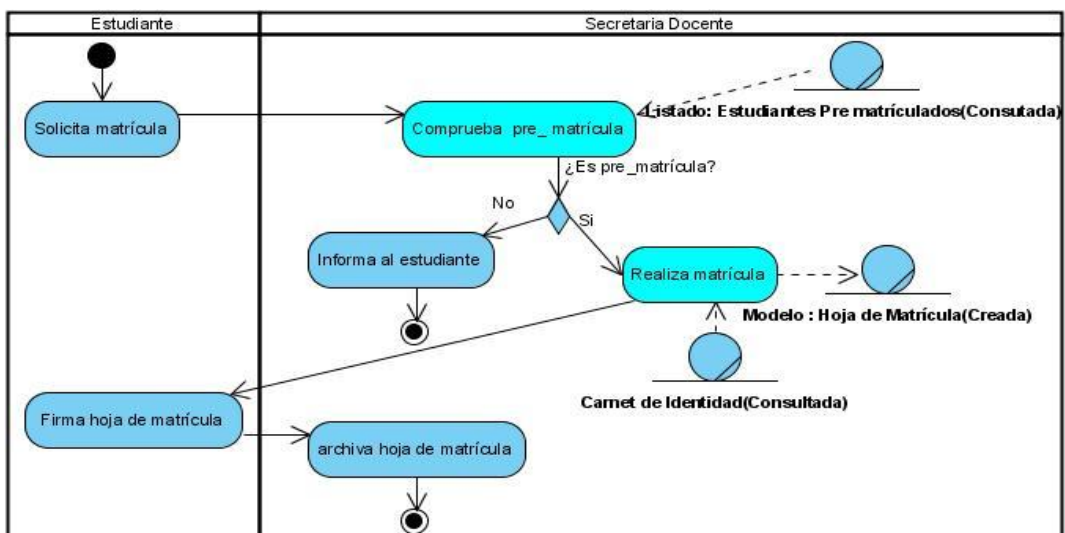 Estudiante
Secretaria Docente
Solicita matrícula
Comprueba pre_ matrícula
Listado: Estudiantes Pre matrículados(Consutada)
¿Es pre_matrícula?
No
Si
Informa al estudiante
Realiza matrícula
Modelo : Hoja de Matrícula(Creada)
Carnet de Identidad(Consultada)
Firma hoja de matrícula
archiva hoja de matrícula